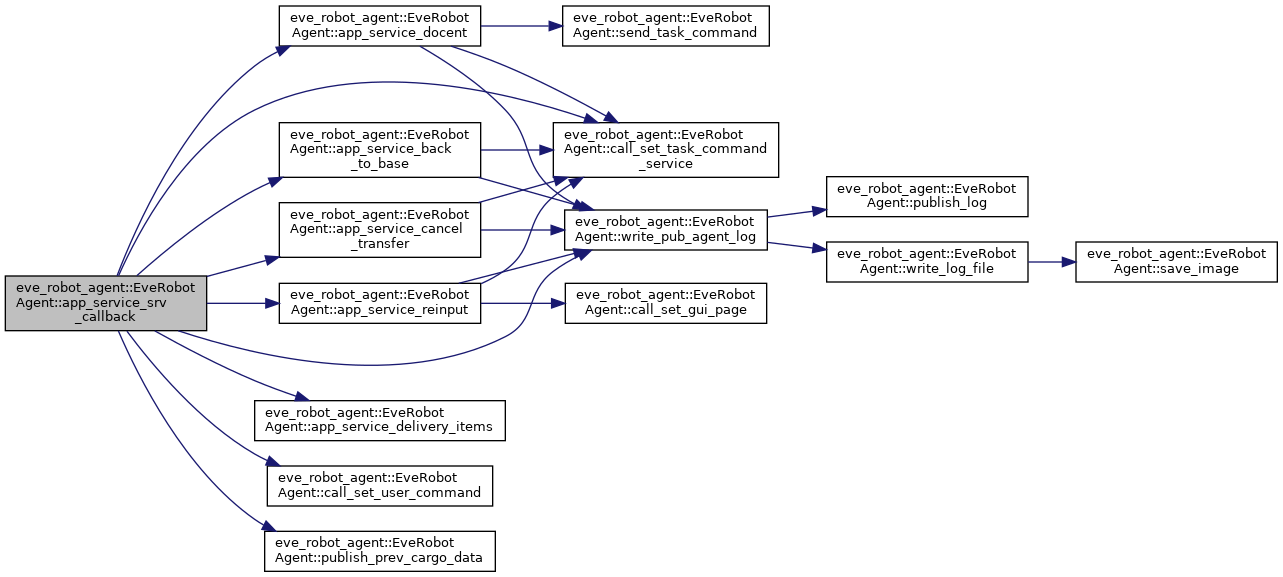 eve_robot_agent::EveRobot
Agent::app_service_srv
_callback
eve_robot_agent::EveRobot
Agent::app_service_docent
eve_robot_agent::EveRobot
Agent::send_task_command
eve_robot_agent::EveRobot
Agent::app_service_back
_to_base
eve_robot_agent::EveRobot
Agent::call_set_task_command
_service
eve_robot_agent::EveRobot
Agent::app_service_cancel
_transfer
eve_robot_agent::EveRobot
Agent::write_pub_agent_log
eve_robot_agent::EveRobot
Agent::publish_log
eve_robot_agent::EveRobot
Agent::write_log_file
eve_robot_agent::EveRobot
Agent::save_image
eve_robot_agent::EveRobot
Agent::app_service_reinput
eve_robot_agent::EveRobot
Agent::call_set_gui_page
eve_robot_agent::EveRobot
Agent::app_service_delivery_items
eve_robot_agent::EveRobot
Agent::call_set_user_command
eve_robot_agent::EveRobot
Agent::publish_prev_cargo_data